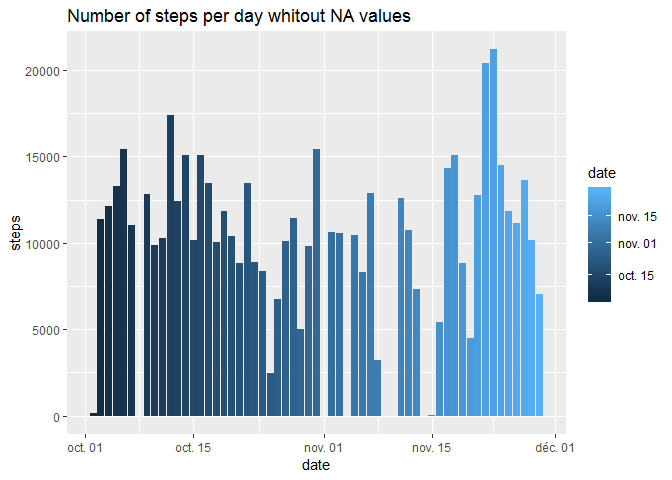 Number of steps per day whitout NA values
steps
20000
15000
10000
5000
0
oct. 01
oct. 15
nov. 01
nov. 15
déc. 01
date
date
nov. 15
nov. 01
oct. 15